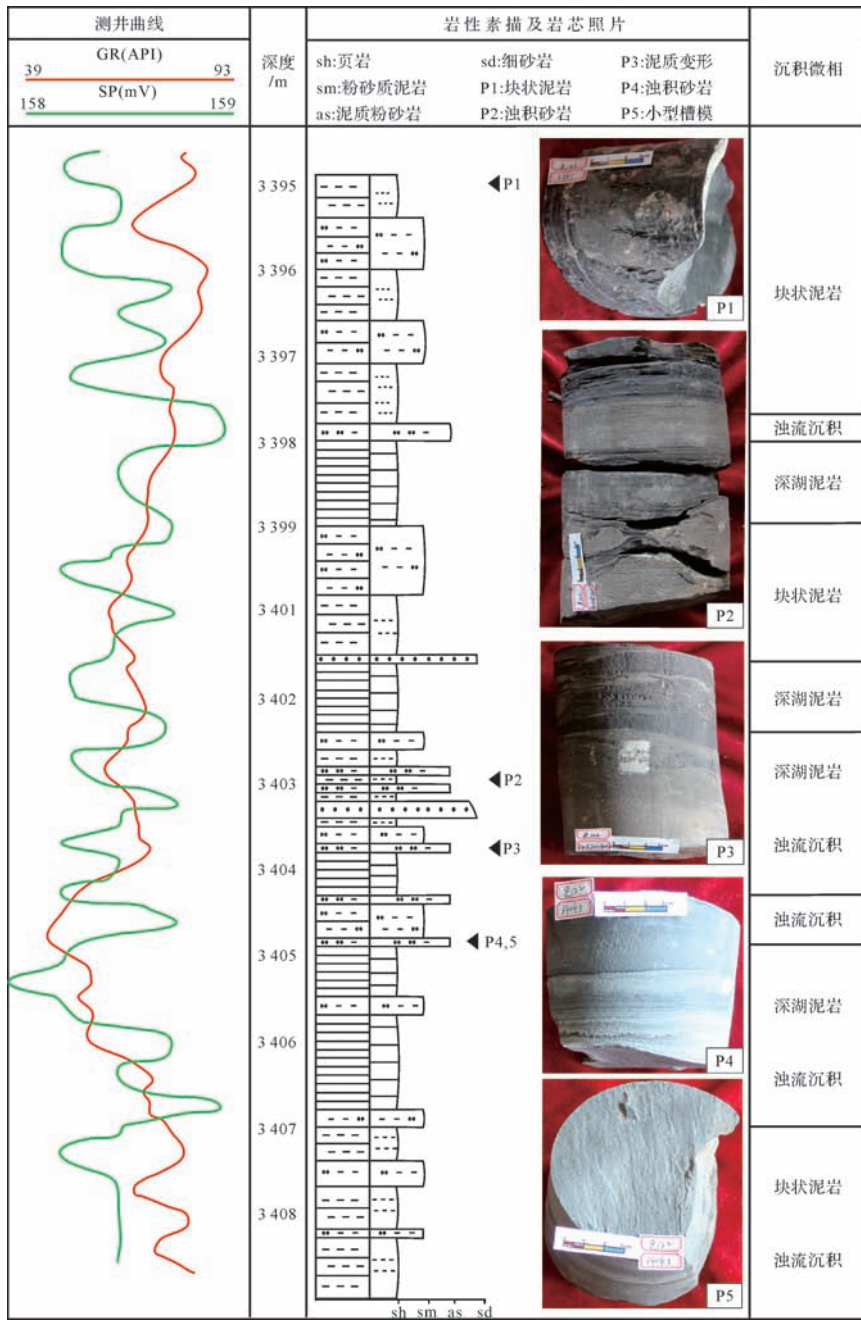 测井曲线
GR(API)
39 93
SP(mV)
158 159
深度
/m
岩性素描及岩芯照片
sh:页岩 sd:细砂岩 P3:泥质变形
sm:粉砂质泥岩 P1:块状泥岩 P4:浊积砂岩
as:泥质粉砂岩 P2:浊积砂岩 P5:小型槽模
沉积微相
3 395
3 396
3 397
3 398
3 399
3 401
3 402
3 403
3 404
3 405
3 406
3 407
3 408
P1
P2
P3
P4,5
sh sm as sd
P1
P2
P3
P4
P5
块状泥岩
浊流沉积
深湖泥岩
块状泥岩
深湖泥岩
深湖泥岩
浊流沉积
浊流沉积
深湖泥岩
浊流沉积
块状泥岩
浊流沉积